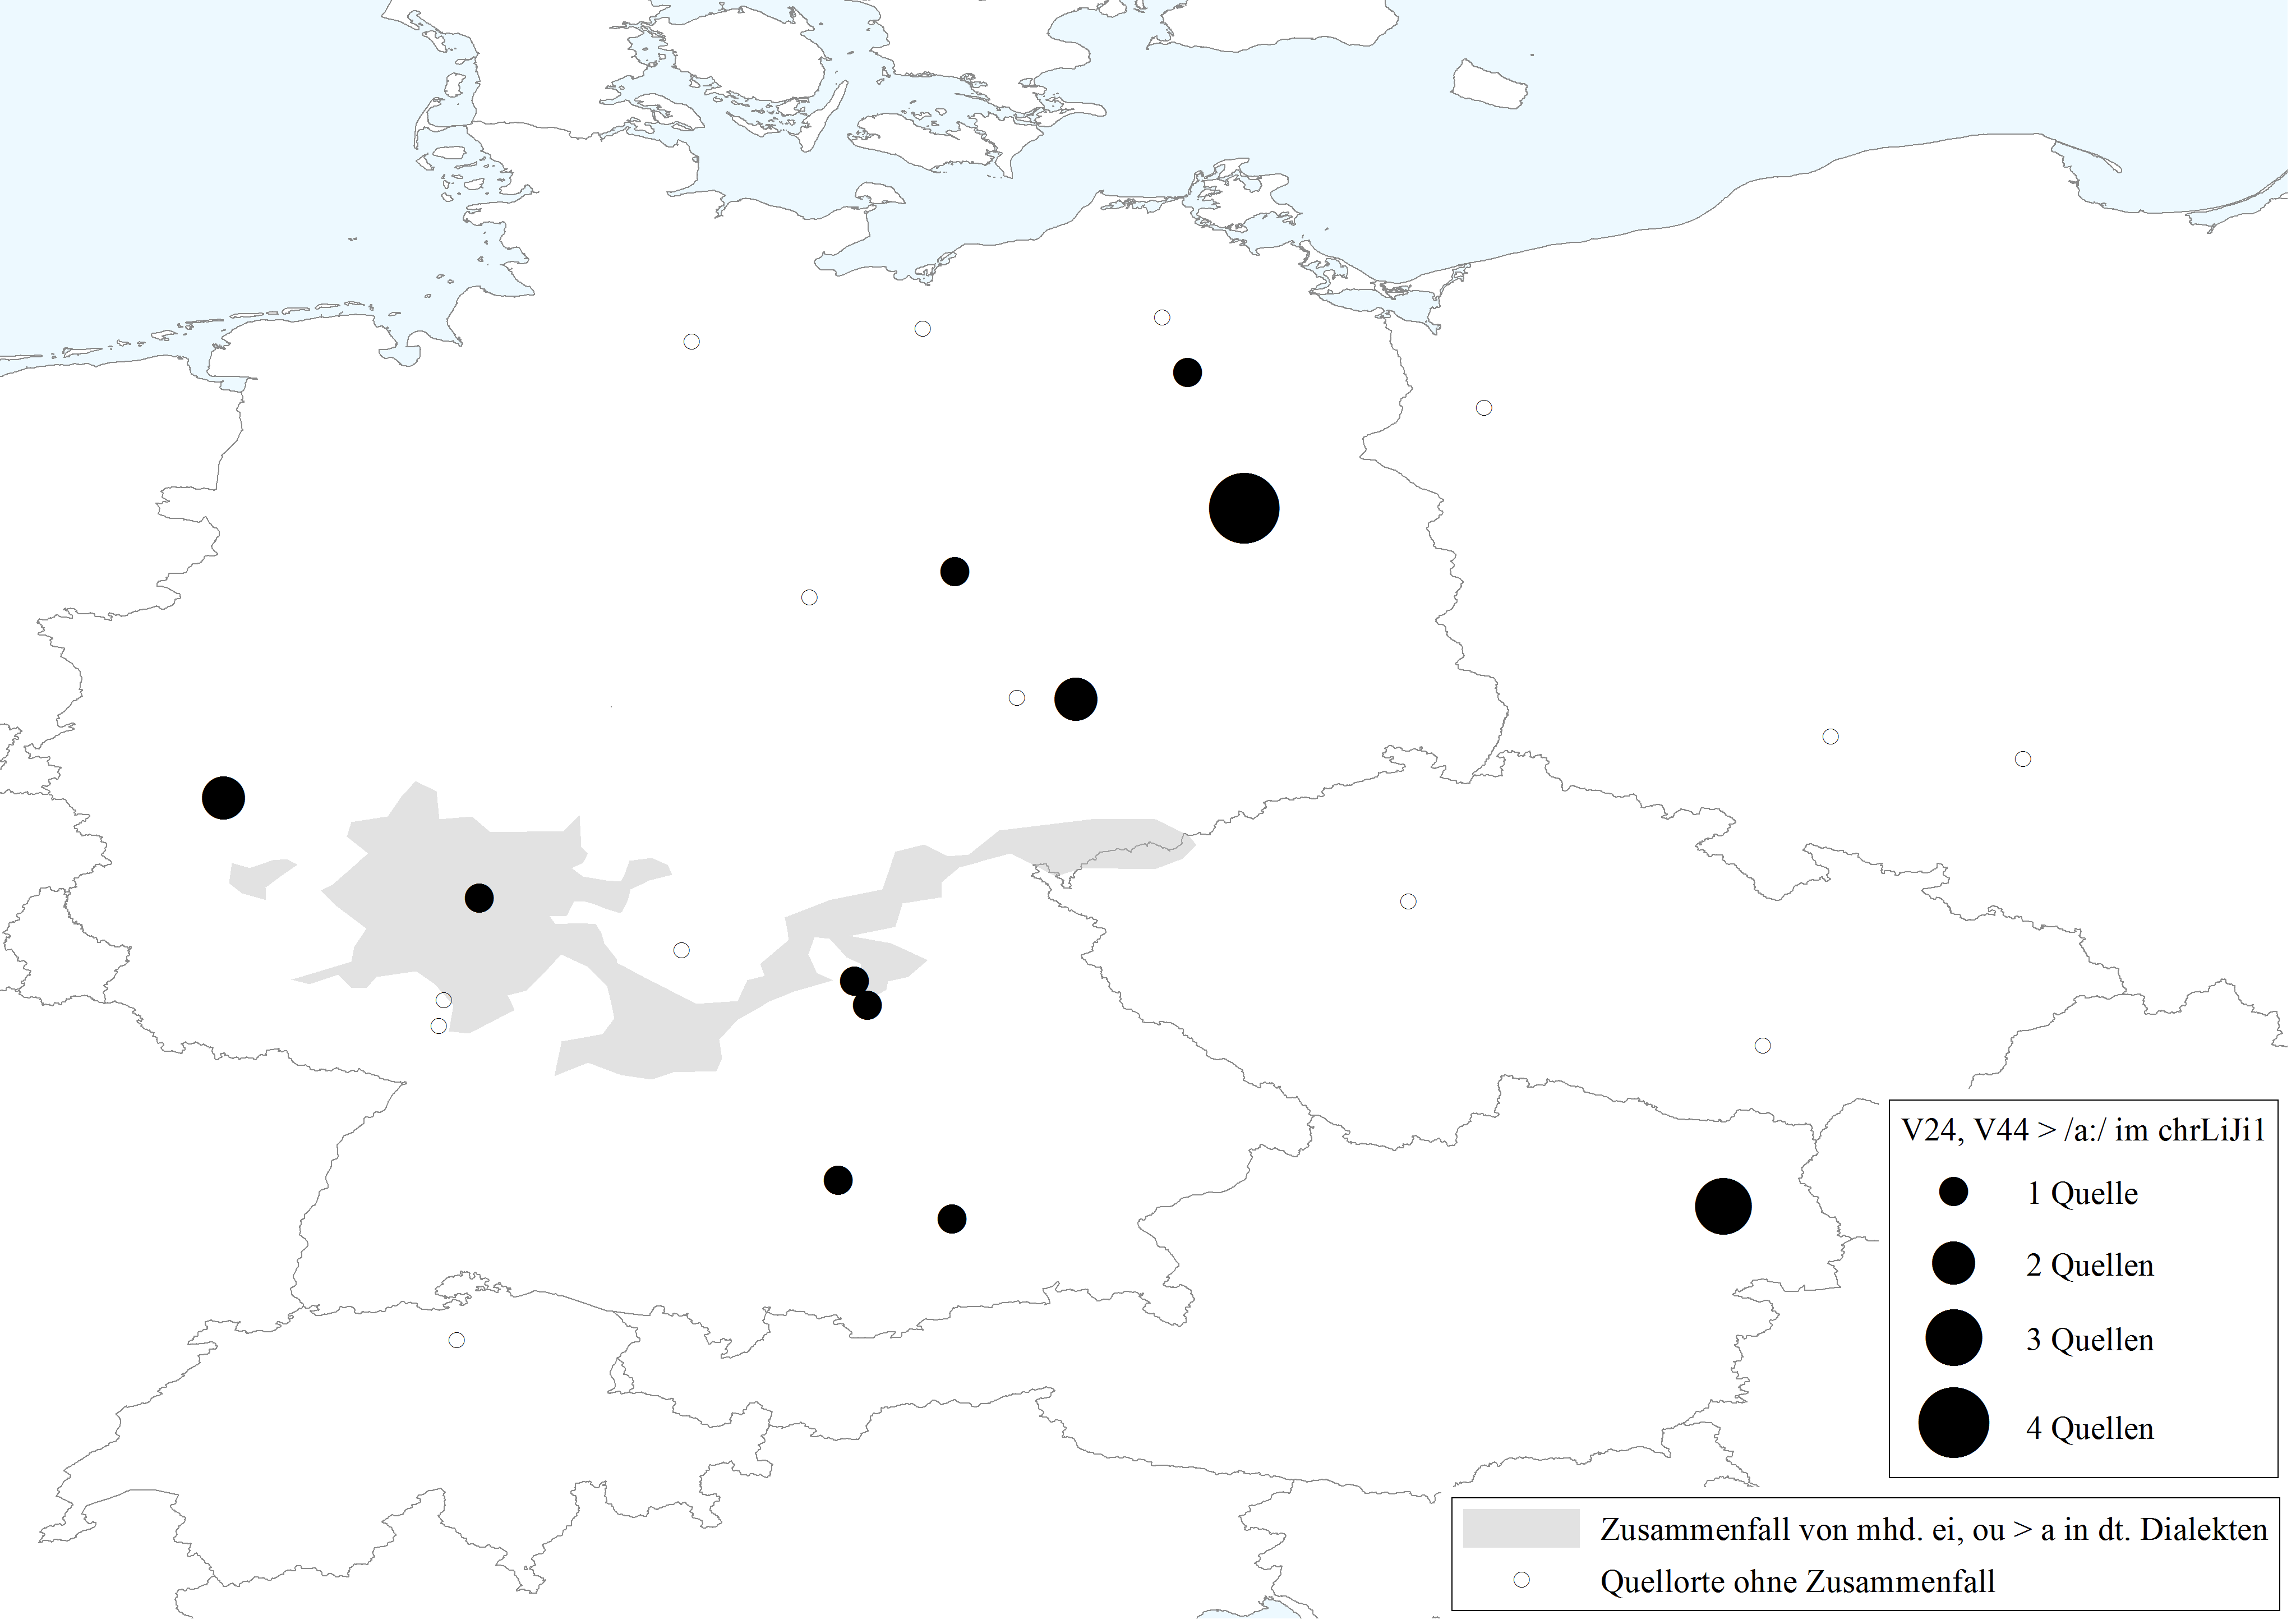 V24, V44 > /a:/ im chrLiJi1
1 Quelle
2 Quellen
3 Quellen
4 Quellen
Zusammenfall von mhd. ei, ou > a in dt. Dialekten
Quellorte ohne Zusammenfall